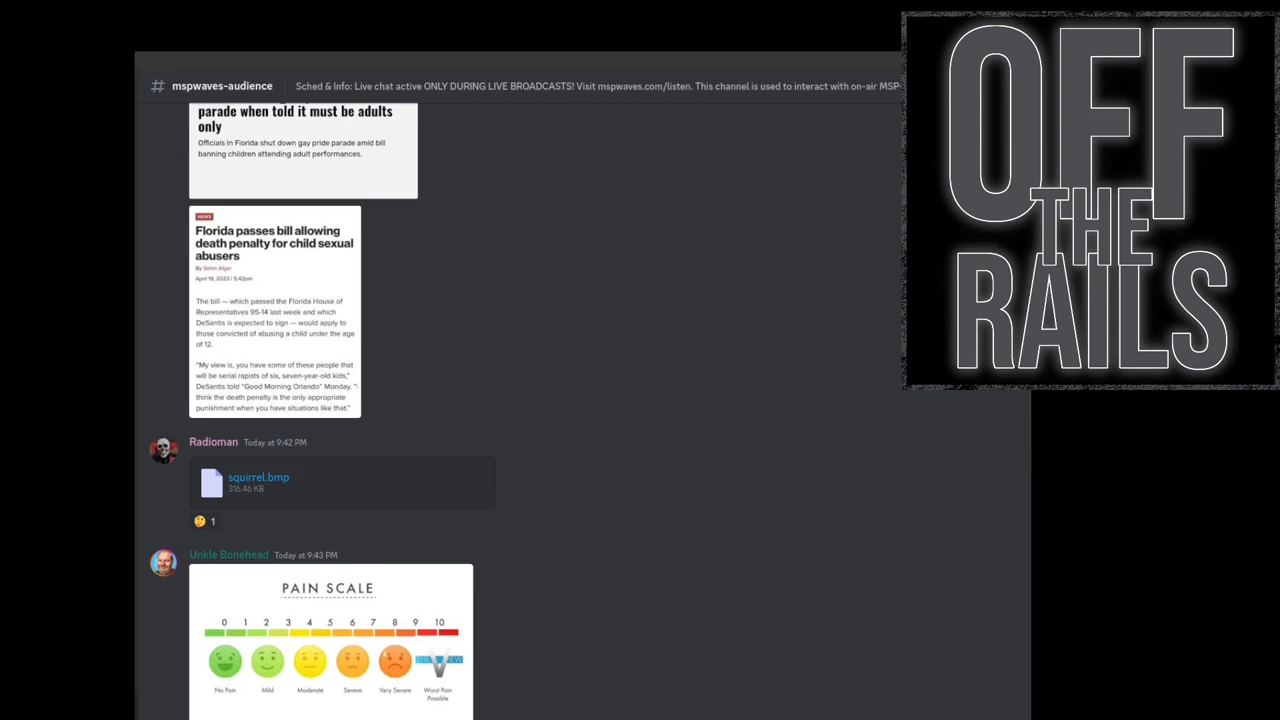 # mspwaves-audience
Sched & Info: Live chat active ONLY DURING LIVE BROADCASTS! Visit mspwaves.com/listen. This channel is used to interact with on-air MSP
OFF
THE
RAILS
parade when told it must be adults
only
Officials in Florida shut down gay pride parade amid bill
banning children attending adult performances.
NEWS
Florida passes bill allowing
death penalty for child sexual
abusers
By Selim Algar
April 19, 2023 | 5:42pm
The bill — which passed the Florida House of
Representatives 95-14 last week and which
DeSantis is expected to sign — would apply to
those convicted of abusing a child under the age
of 12.
"My view is, you have some of these people that
will be serial rapists of six, seven-year-old kids,"
DeSantis told "Good Morning Orlando" Monday. "I
think the death penalty is the only appropriate
punishment when you have situations like that."
Radioman Today at 9:42 PM
squirrel.bmp
316.46 KB
1
Unkle Bonehead Today at 9:43 PM
PAIN SCALE
0 1 2 3 4 5 6 7 8 9 10
No Pain Mild Moderate Severe Very Severe Worst Pain
Possible